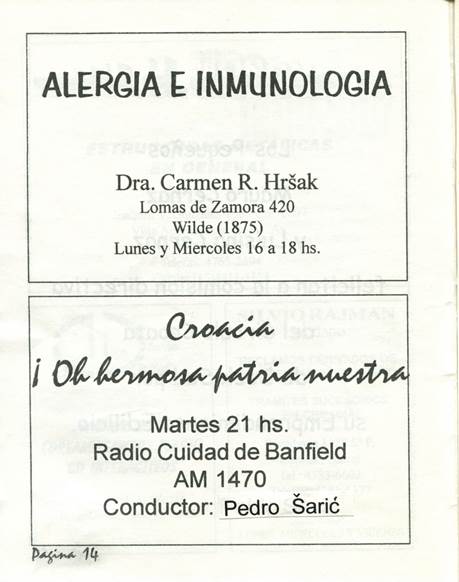 ALERGIA E INMUNOLOGIA
Dra. Carmen R. Hršak
Lomas de Zamora 420
Wilde (1875)
Lunes y Miercoles 16 a 18 hs.
Croacia
¡ Oh hermosa patria nuestra
Martes 21 hs.
Radio Cuidad de Banfield
AM 1470
Conductor: Pedro Šarić
Pagina 14